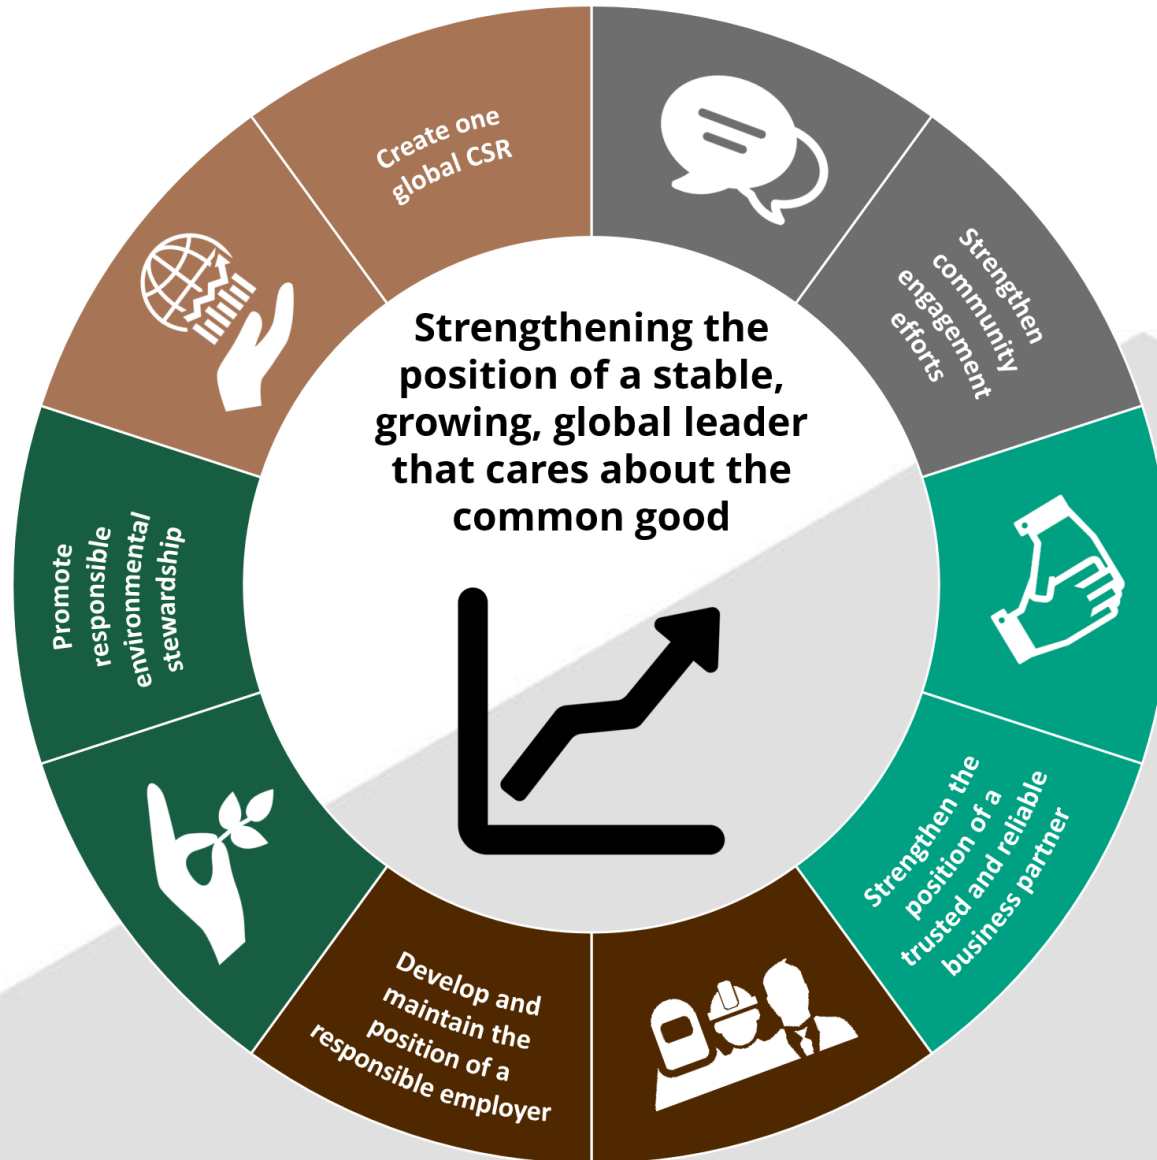 Create one
global CSR
Strengthen
community
engagement
efforts
Strengthening the
position of a stable,
growing, global leader
that cares about the
common good
Promote
responsible
environmental
stewardship
Strengthen the
position of a
trusted and reliable
business partner
Develop and
maintain the
position of a
responsible employer